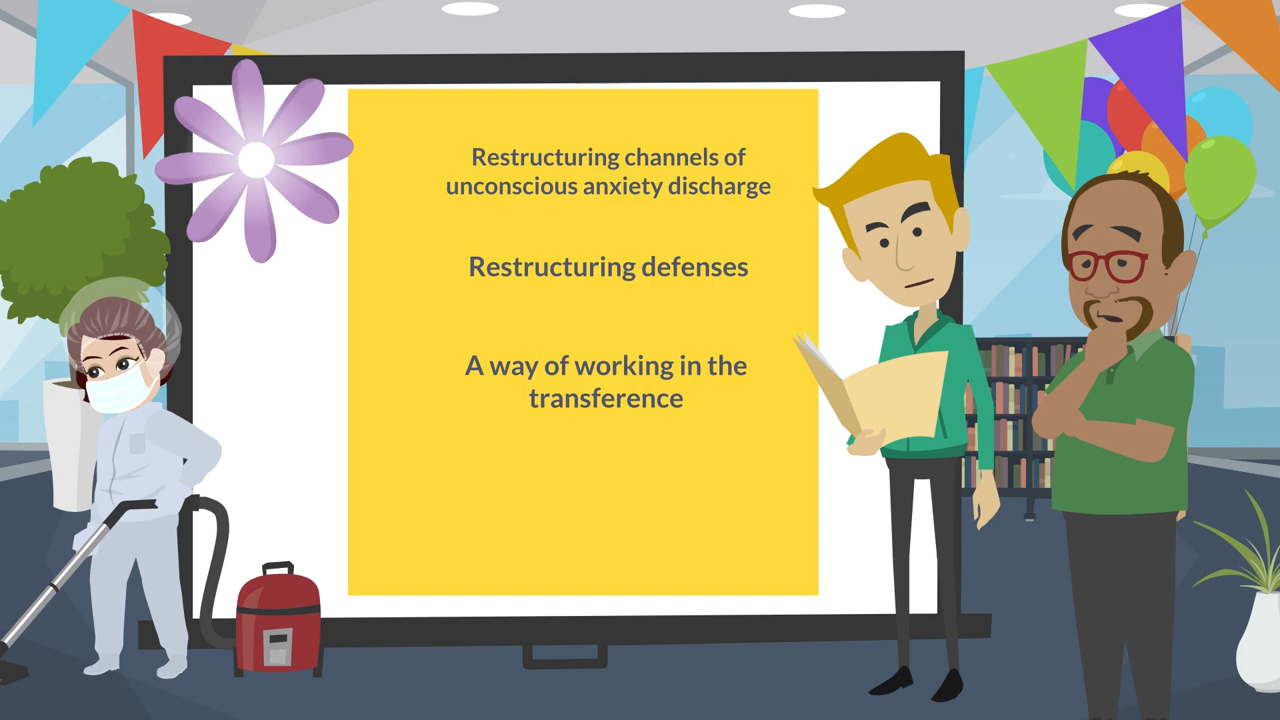 Restructuring channels of
unconscious anxiety discharge
Restructuring defenses
A way of working in the
transference